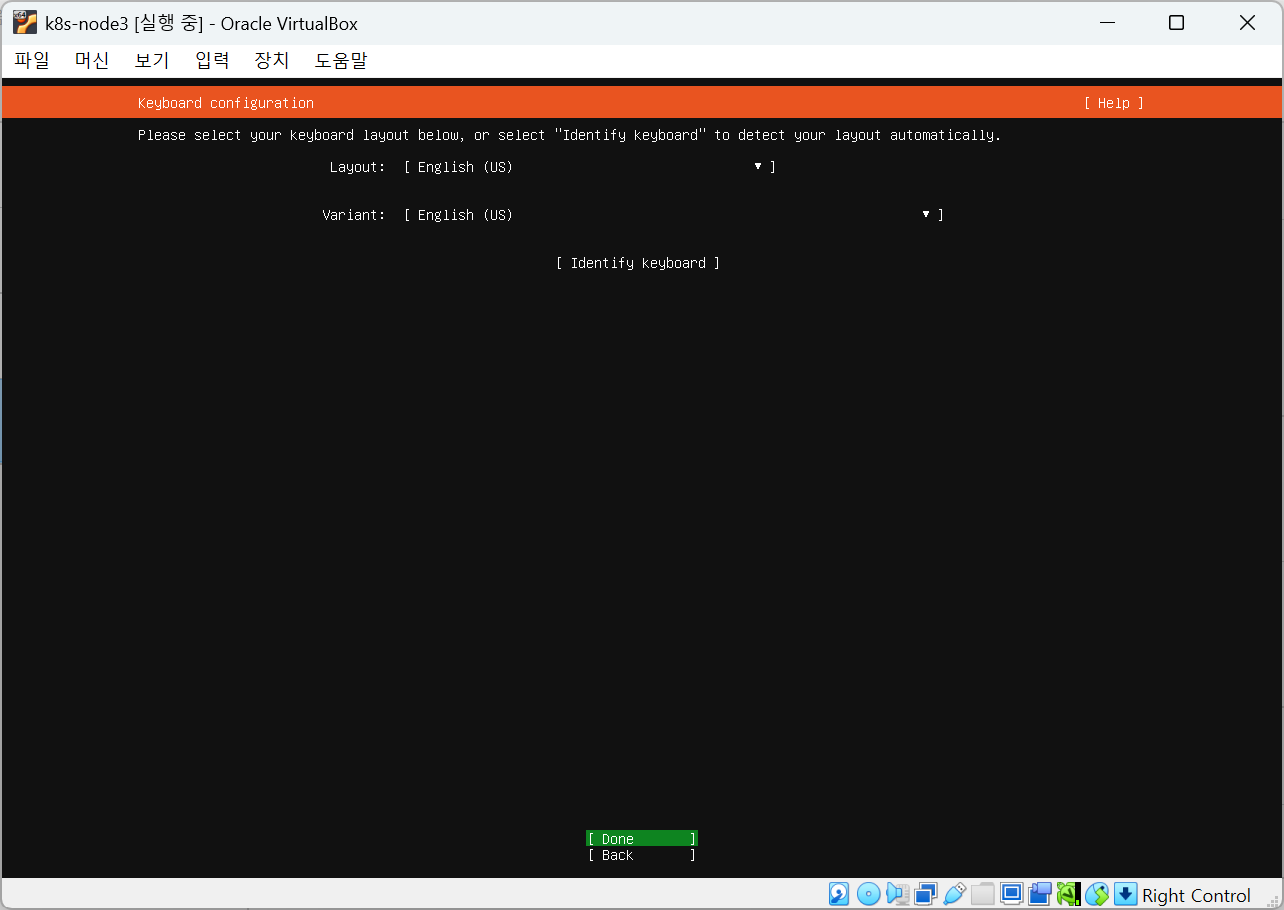 k8s-node3 [실행 중] - Oracle VirtualBox
파일 머신 보기 입력 장치 도움말
Keyboard configuration [ Help ]
Please select your keyboard layout below, or select "Identify keyboard" to detect your layout automatically.
Layout: [ English (US) ▾ ]
Variant: [ English (US) ▾ ]
[ Identify keyboard ]
[ Done ]
[ Back ]
Right Control